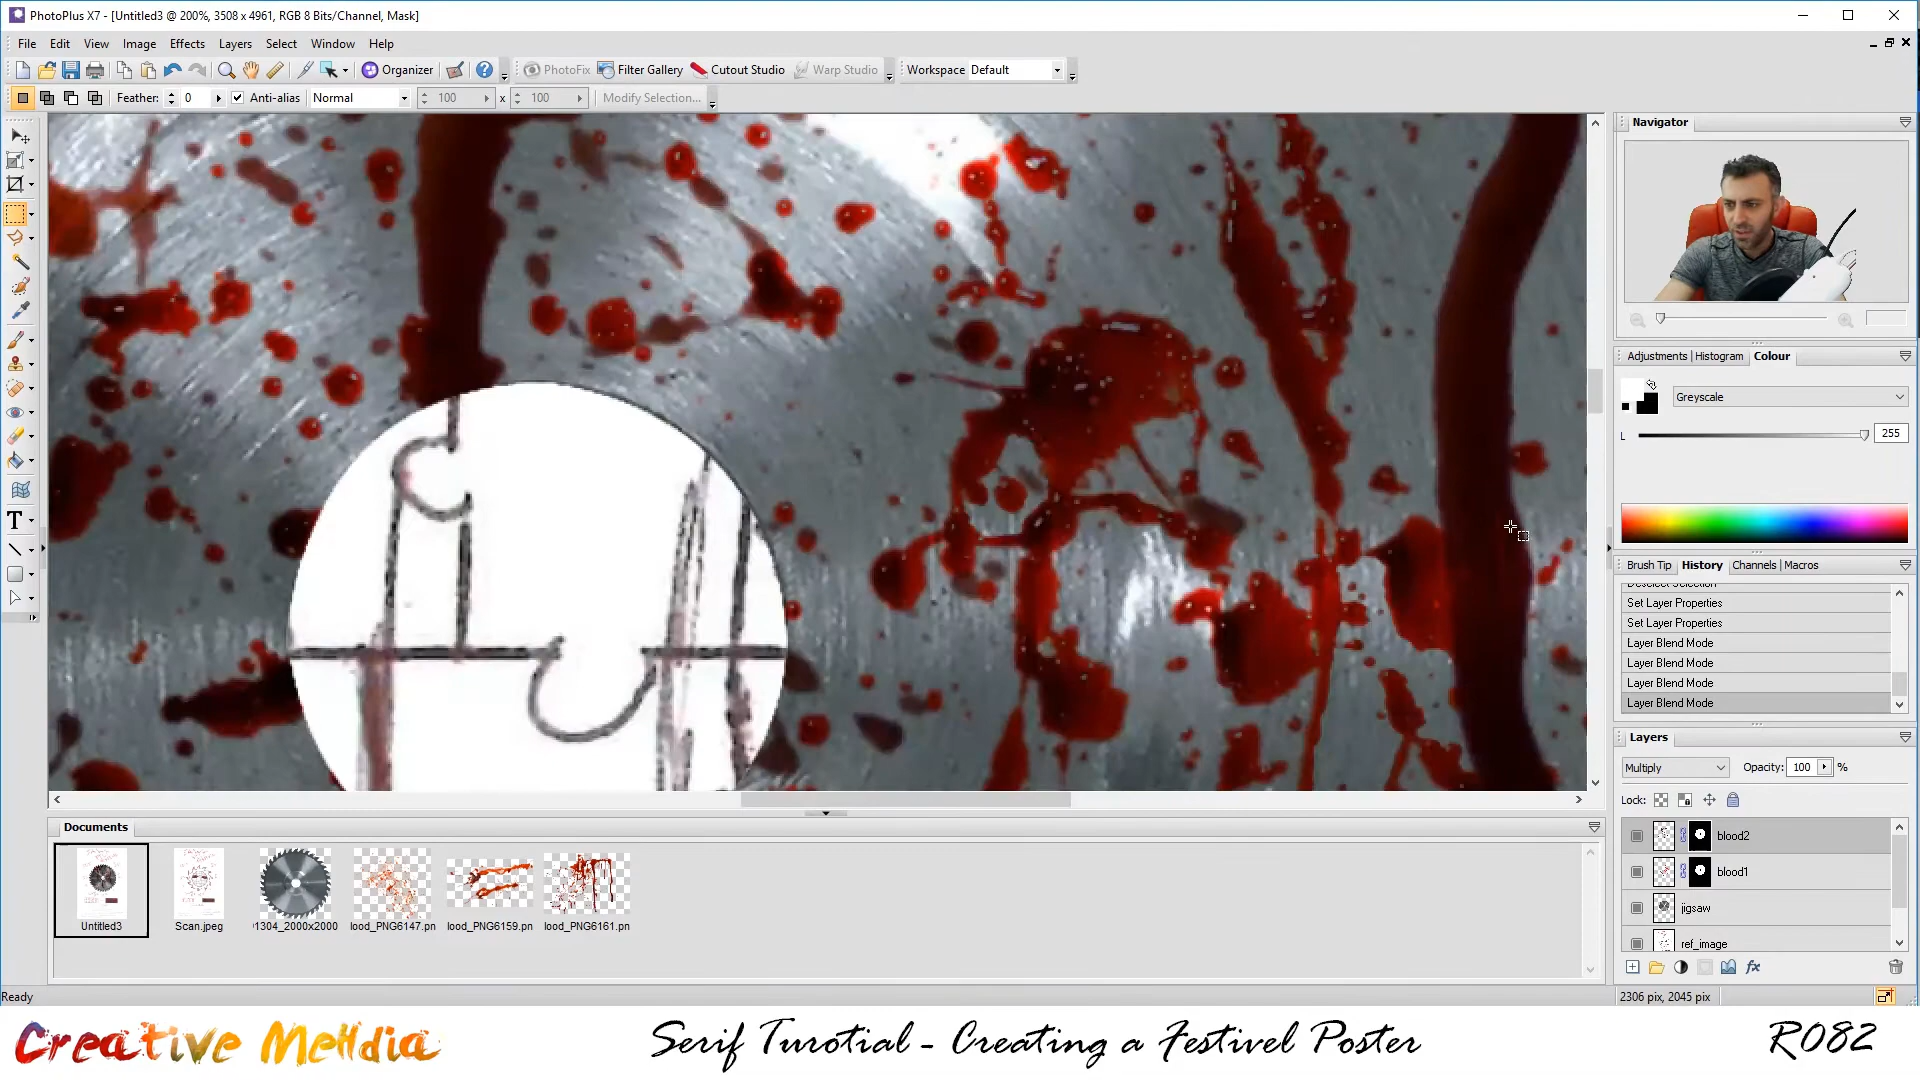 PhotoPlus X7 - [Untitled3 @ 200%, 3508 x 4961, RGB 8 Bits/Channel, Mask]
File Edit View Image Effects Layers Select Window Help
Organizer PhotoFix Filter Gallery Cutout Studio Warp Studio Workspace Default
Feather: 0 Anti-alias Normal 100 x 100 Modify Selection...
Navigator
Adjustments | Histogram Colour
Greyscale
L 255
Brush Tip History Channels | Macros
Deselect Selection
Set Layer Properties
Set Layer Properties
Layer Blend Mode
Layer Blend Mode
Layer Blend Mode
Layer Blend Mode
Layers
Multiply Opacity: 100 %
Lock:
blood2
blood1
jigsaw
ref_image
Documents
Untitled3 Scan.jpeg 1304_2000x2000 lood_PNG6147.pn lood_PNG6159.pn lood_PNG6161.pn
Ready 2306 pix, 2045 pix
Creative MeHdia Serif Turotial - Creating a Festivel Poster R082